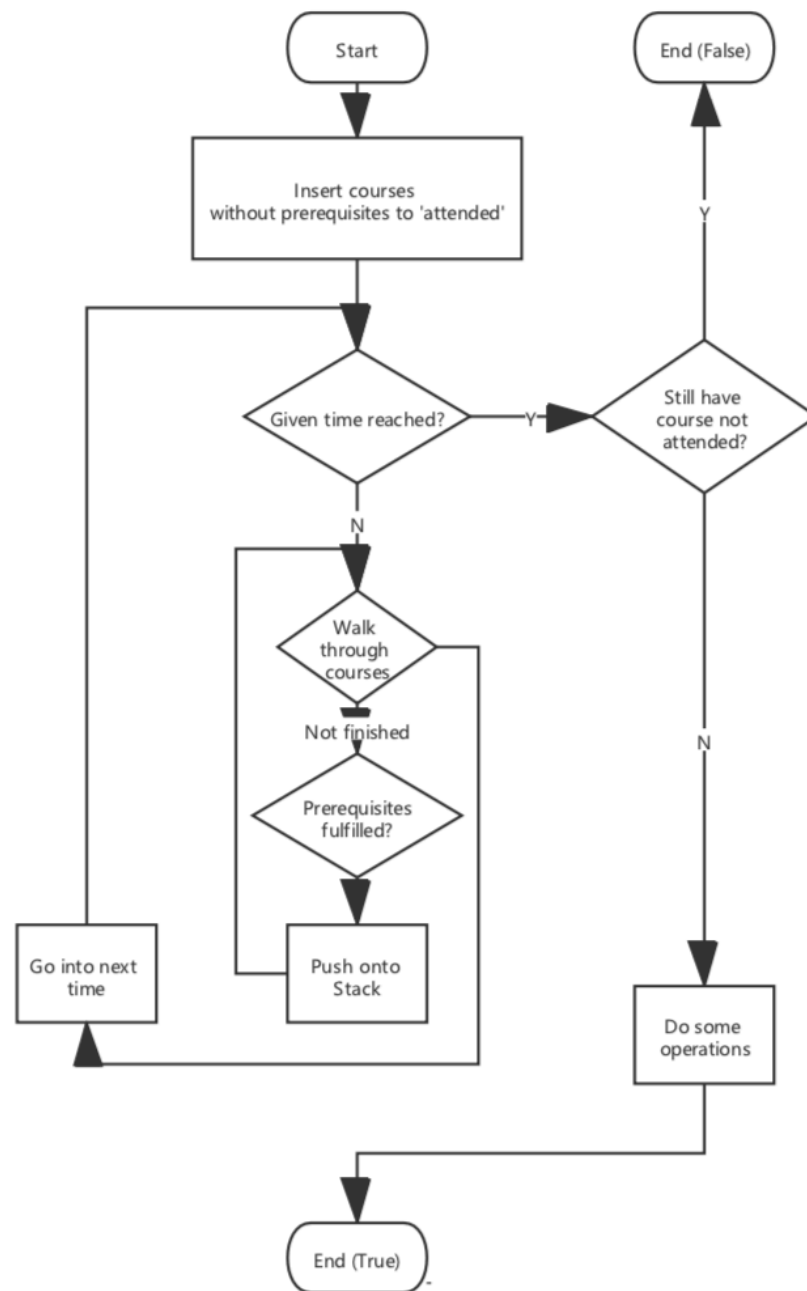 Start
End (False)
Insert courses
without prerequisites to 'attended'
Y
Given time reached?
Y
Still have
course not
attended?
N
Walk
through
courses
Not finished
N
Prerequisites
fulfilled?
Go into next
time
Push onto
Stack
Do some
operations
End (True)
-